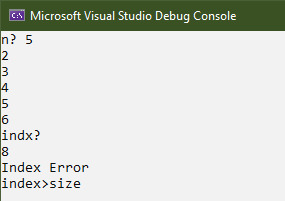 Microsoft Visual Studio Debug Console
n? 5
2
3
4
5
6
indx?
8
Index Error
index>size